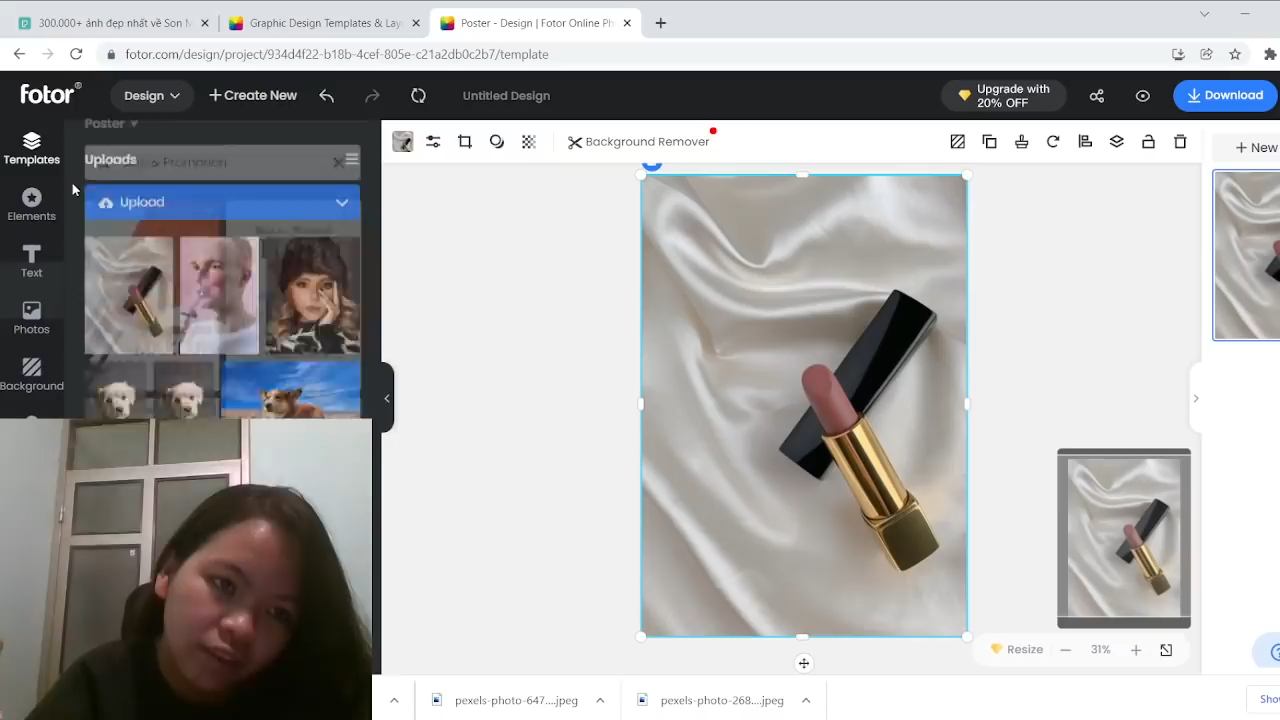 300.000+ ảnh đẹp nhất về Son M
Graphic Design Templates & Lay
Poster - Design | Fotor Online Ph
fotor.com/design/project/934d4f22-b18b-4cef-805e-c21a2db0c2b7/template
fotor®
Design
+ Create New
Untitled Design
Upgrade with
20% OFF
Download
Templates
Elements
Text
Photos
Background
Poster
Uploads
Upload
Background Remover
+ New
Resize
31%
pexels-photo-647....jpeg
pexels-photo-268....jpeg
Sho